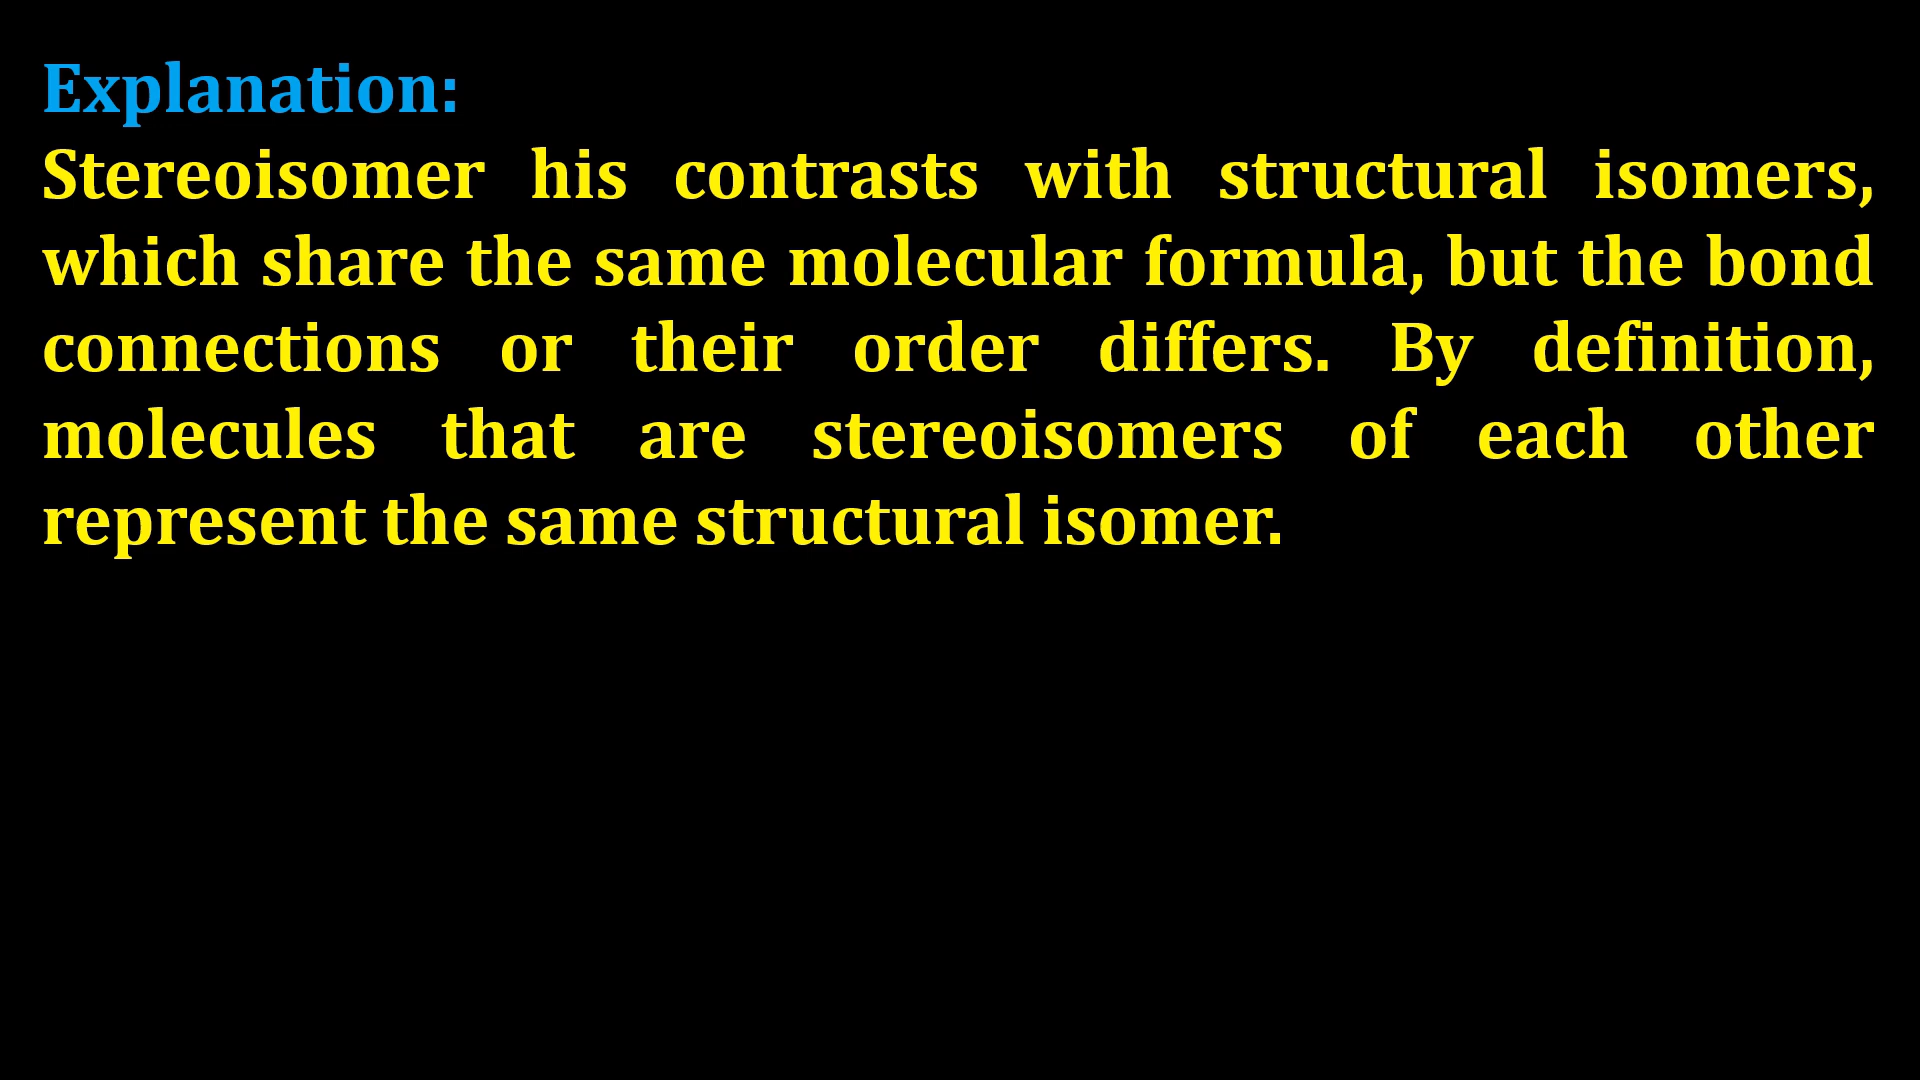 Explanation:
Stereoisomer his contrasts with structural isomers,
which share the same molecular formula, but the bond
connections or their order differs. By definition,
molecules that are stereoisomers of each other
represent the same structural isomer.